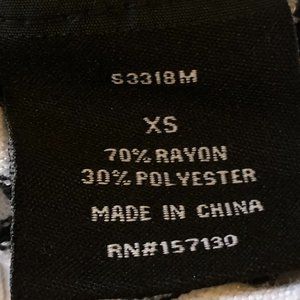 S3318M
XS
70% RAYON
30% POLYESTER
MADE IN CHINA
RN#157130